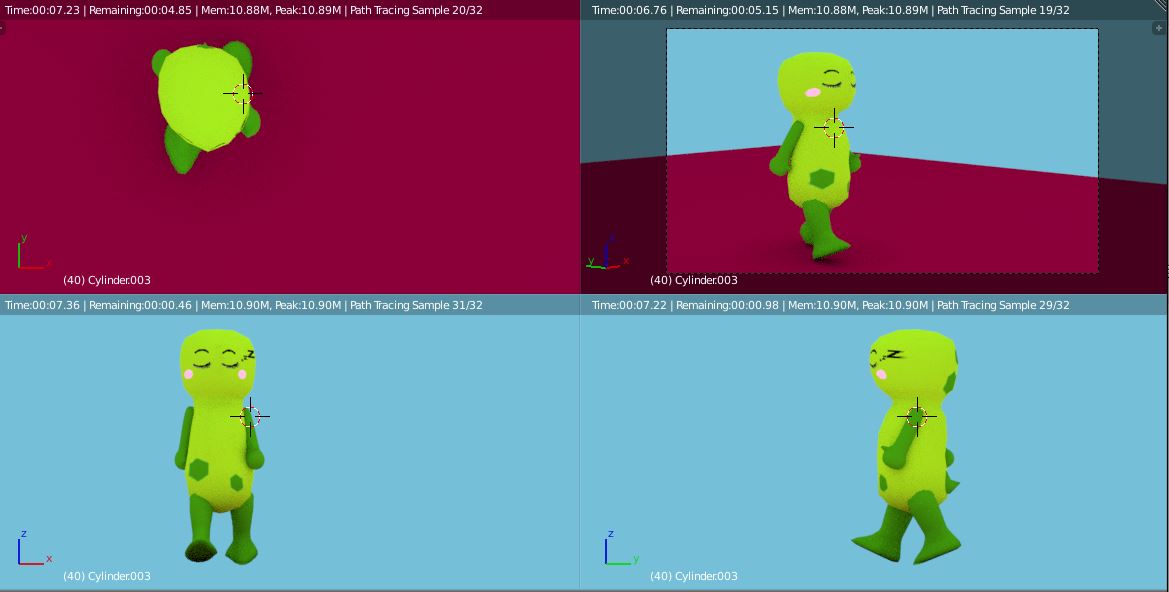 Time:00:07.23 | Remaining:00:04.85 | Mem:10.88M, Peak:10.89M | Path Tracing Sample 20/32
Time:00:06.76 | Remaining:00:05.15 | Mem:10.88M, Peak:10.89M | Path Tracing Sample 19/32
y
x
(40) Cylinder.003
z
y
x
(40) Cylinder.003
Time:00:07.36 | Remaining:00:00.46 | Mem:10.90M, Peak:10.90M | Path Tracing Sample 31/32
Time:00:07.22 | Remaining:00:00.98 | Mem:10.90M, Peak:10.90M | Path Tracing Sample 29/32
z
z
z
x
(40) Cylinder.003
z
y
(40) Cylinder.003